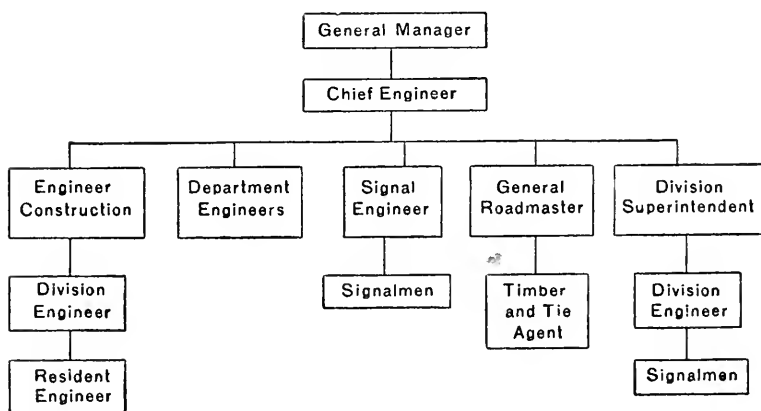 General Manager
Chief Engineer
Engineer
Construction
Department
Engineers
Signal
Engineer
General
Roadmaster
Division
Superintendent
Division
Engineer
Signalmen
Timber
and Tie
Agent
Division
Engineer
Resident
Engineer
Signalmen